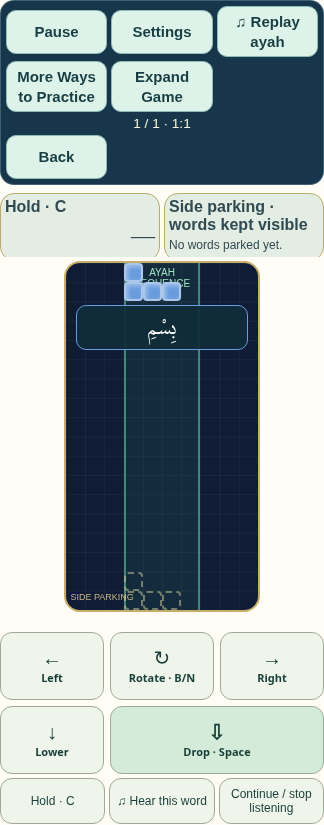 Pause
Settings
♫ Replay ayah
More Ways to Practice
Expand Game
1 / 1 · 1:1
Back
Hold · C
—
Side parking · words kept visible
No words parked yet.
AYAH
بِسْمِ
SIDE PARKING
←
Left
↻
Rotate · B/N
→
Right
↓
Lower
⇩
Drop · Space
Hold · C
♫ Hear this word
Continue / stop listening